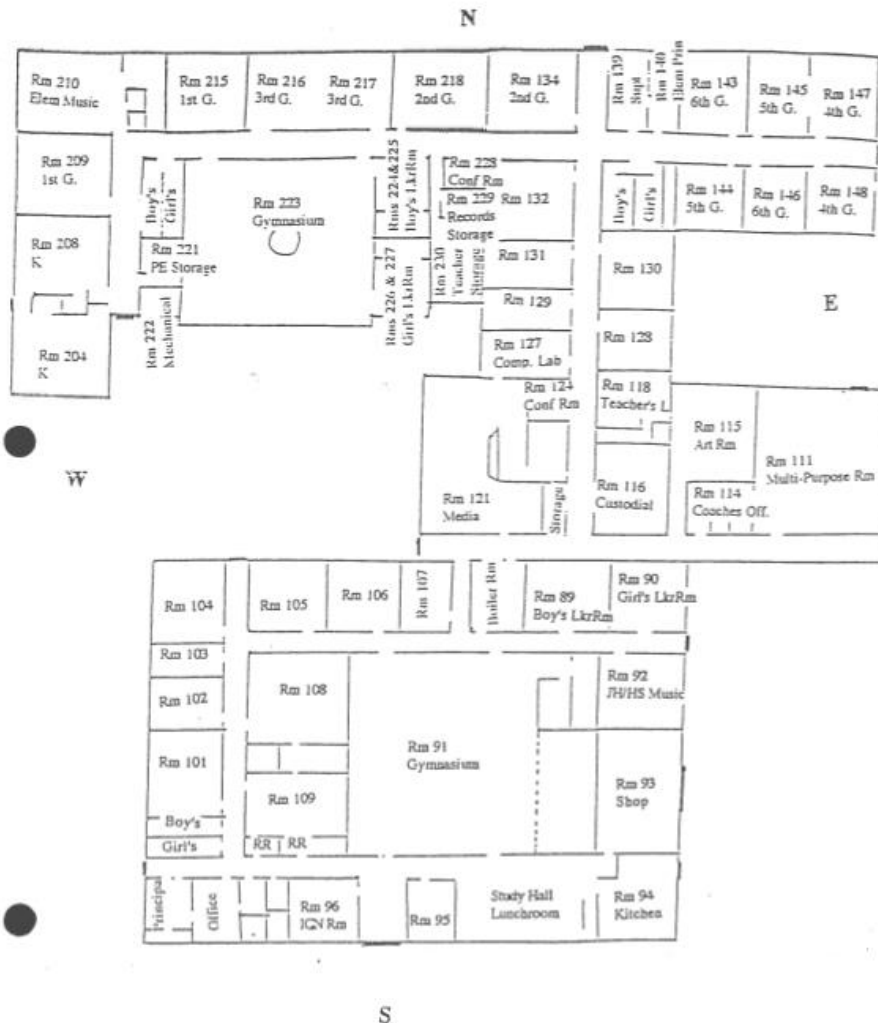 N
Rm 210
Elem Music
Rm 215
1st G.
Rm 216
3rd G.
Rm 217
3rd G.
Rm 218
2nd G.
Rm 134
2nd G.
Rm 139
Supt
Rm 140
Elem Prin
Rm 143
6th G.
Rm 145
5th G.
Rm 147
4th G.
Rm 209
1st G.
Boy's
Girl's
Rm 223
Gymnasium
Rms 224&225
Boy's LkrRm
Rm 228
Conf Rm
Rm 229
Records
Storage
Rm 132
Boy's
Girl's
Rm 144
5th G.
Rm 146
6th G.
Rm 148
4th G.
Rm 208
K
Rm 221
PE Storage
Rms 226 & 227
Girl's LkrRm
Rm 230
Teacher
Storage
Rm 131
Rm 130
Rm 129
E
Rm 204
K
Rm 222
Mechanical
Rm 127
Comp. Lab
Rm 128
Rm 124
Conf Rm
Rm 118
Teacher's L
Rm 115
Art Rm
Rm 111
Multi-Purpose Rm
W
Rm 121
Media
Storage
Rm 116
Custodial
Rm 114
Coaches Off.
Rm 104
Rm 105
Rm 106
Rm 107
Boiler Rm
Rm 89
Boy's LkrRm
Rm 90
Girl's LkrRm
Rm 103
Rm 102
Rm 108
Rm 92
JH/HS Music
Rm 101
Rm 91
Gymnasium
Rm 93
Shop
Rm 109
Boy's
Girl's
RR
RR
Principal
Office
Rm 96
ICN Rm
Rm 95
Study Hall
Lunchroom
Rm 94
Kitchen
S